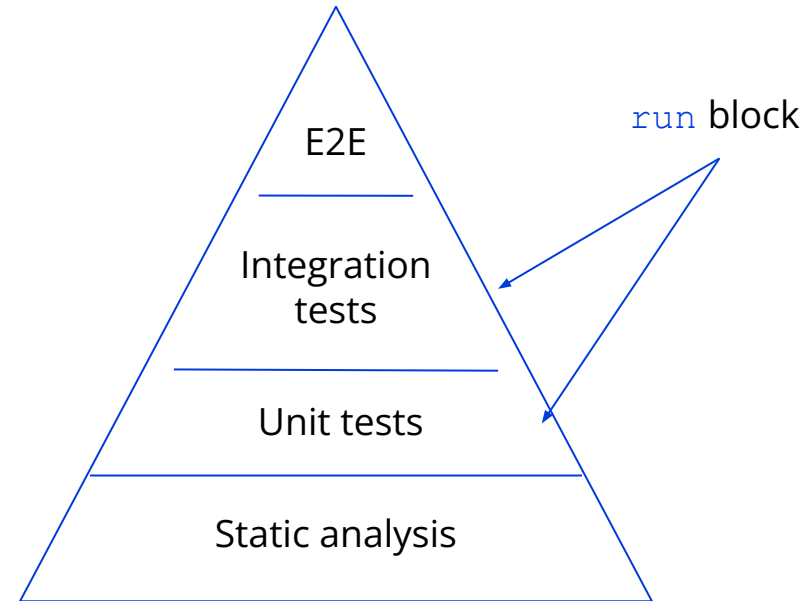 run block
E2E
Integration
tests
Unit tests
Static analysis